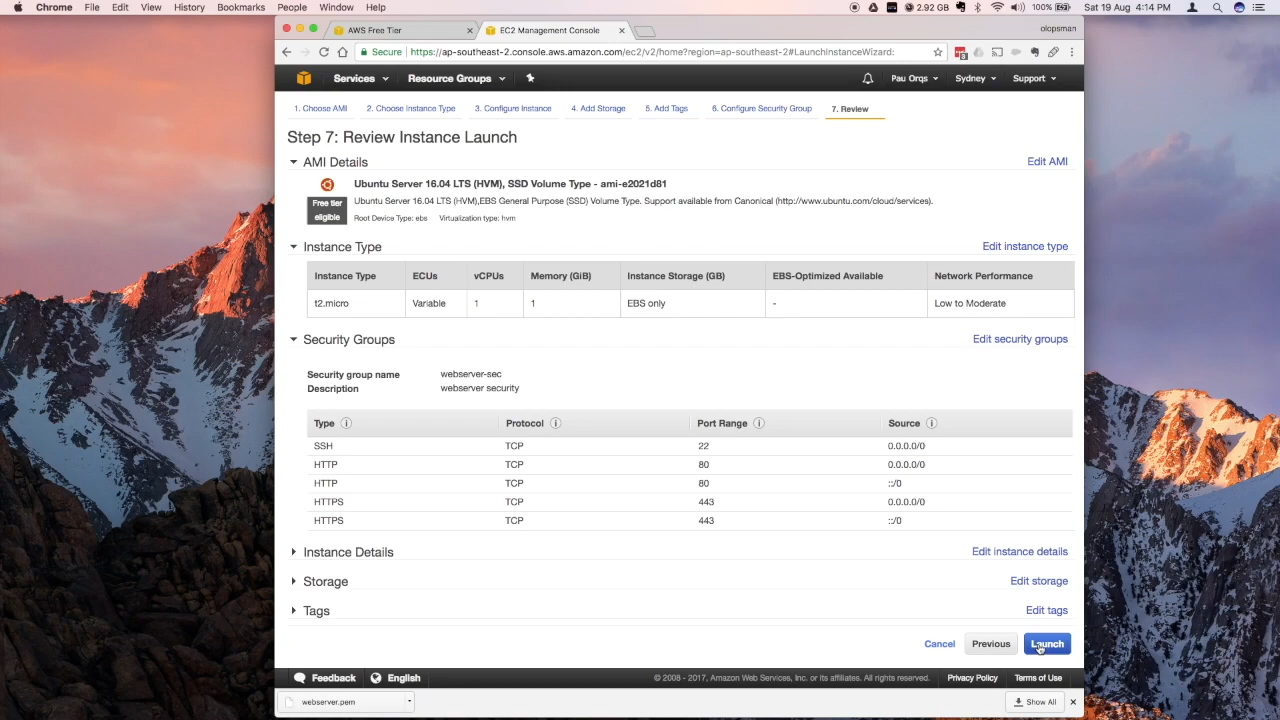 Chrome File Edit View History Bookmarks People Window Help 2.92 GB 100% Sat 19 Aug 4:14 PM
AWS Free Tier EC2 Management Console olopsman
Secure https://ap-southeast-2.console.aws.amazon.com/ec2/v2/home?region=ap-southeast-2#LaunchInstanceWizard:
Services Resource Groups Pau Orqs Sydney Support
1. Choose AMI 2. Choose Instance Type 3. Configure Instance 4. Add Storage 5. Add Tags 6. Configure Security Group 7. Review
Step 7: Review Instance Launch
AMI Details Edit AMI
Ubuntu Server 16.04 LTS (HVM), SSD Volume Type - ami-e2021d81
Free tier eligible
Ubuntu Server 16.04 LTS (HVM),EBS General Purpose (SSD) Volume Type. Support available from Canonical (http://www.ubuntu.com/cloud/services).
Root Device Type: ebs Virtualization type: hvm
Instance Type Edit instance type
Instance Type ECUs vCPUs Memory (GiB) Instance Storage (GB) EBS-Optimized Available Network Performance
t2.micro Variable 1 1 EBS only - Low to Moderate
Security Groups Edit security groups
Security group name webserver-sec
Description webserver security
Type i Protocol i Port Range i Source i
SSH TCP 22 0.0.0.0/0
HTTP TCP 80 0.0.0.0/0
HTTP TCP 80 ::/0
HTTPS TCP 443 0.0.0.0/0
HTTPS TCP 443 ::/0
Instance Details Edit instance details
Storage Edit storage
Tags Edit tags
Cancel Previous Launch
Feedback English © 2008 - 2017, Amazon Web Services, Inc. or its affiliates. All rights reserved. Privacy Policy Terms of Use
webserver.pem Show All